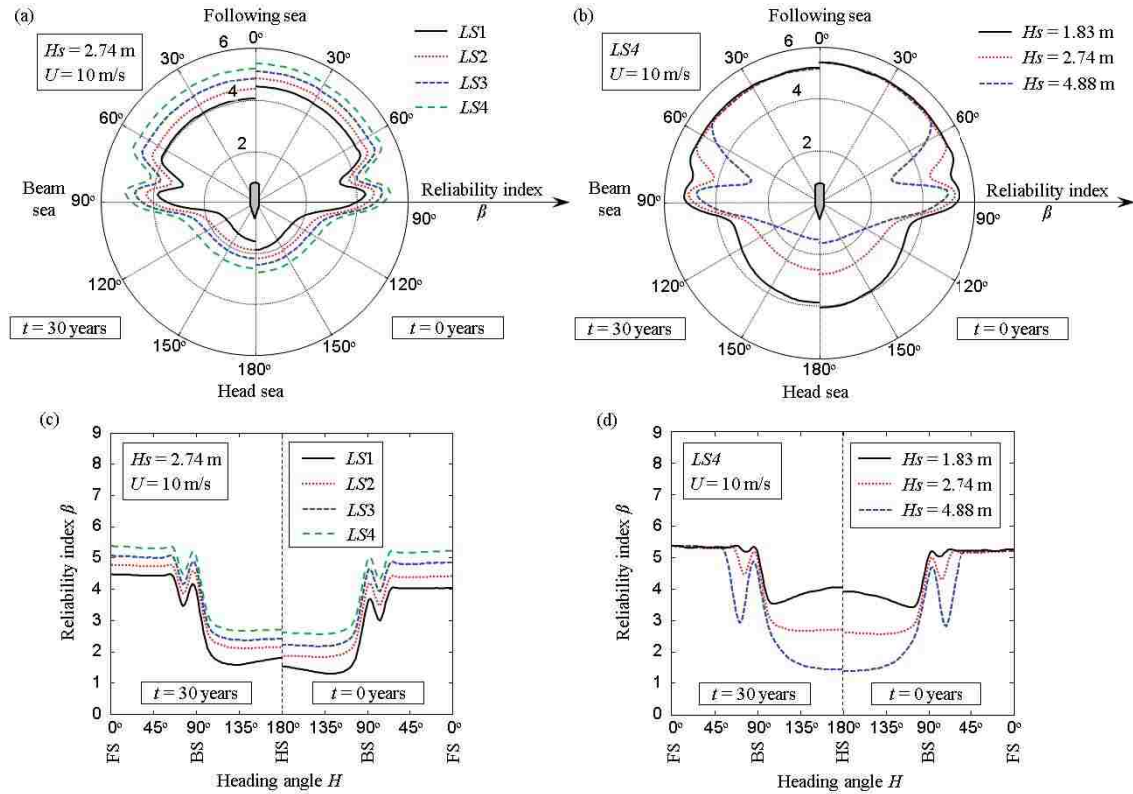 (a)
Following sea
0°
Hs = 2.74 m
U = 10 m/s
LS1
LS2
LS3
LS4
6
4
2
30°
30°
60°
60°
Beam
sea
90°
90°
Reliability index
β
120°
120°
150°
150°
180°
Head sea
t = 30 years
t = 0 years
(b)
Following sea
0°
LS4
U = 10 m/s
Hs = 1.83 m
Hs = 2.74 m
Hs = 4.88 m
6
4
2
30°
30°
60°
60°
Beam
sea
90°
90°
Reliability index
β
120°
120°
150°
150°
180°
Head sea
t = 30 years
t = 0 years
(c)
Reliability index β
9
8
7
6
5
4
3
2
1
0
Hs = 2.74 m
U = 10 m/s
LS1
LS2
LS3
LS4
t = 30 years
t = 0 years
0° 45° 90° 135° 180° 135° 90° 45° 0°
FS BS HS BS FS
Heading angle H
(d)
Reliability index β
9
8
7
6
5
4
3
2
1
0
LS4
U = 10 m/s
Hs = 1.83 m
Hs = 2.74 m
Hs = 4.88 m
t = 30 years
t = 0 years
0° 45° 90° 135° 180° 135° 90° 45° 0°
FS BS HS BS FS
Heading angle H